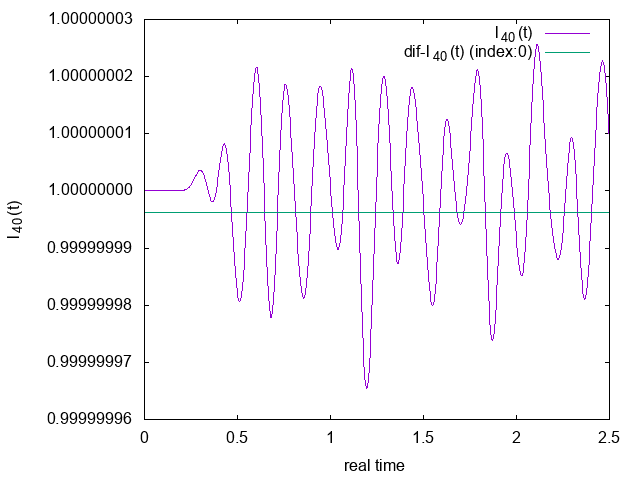 1.00000003
1.00000002
1.00000001
1.00000000
0.99999999
0.99999998
0.99999997
0.99999996
I40(t)
dif-I40(t) (index:0)
I40(t)
0 0.5 1 1.5 2 2.5
real time